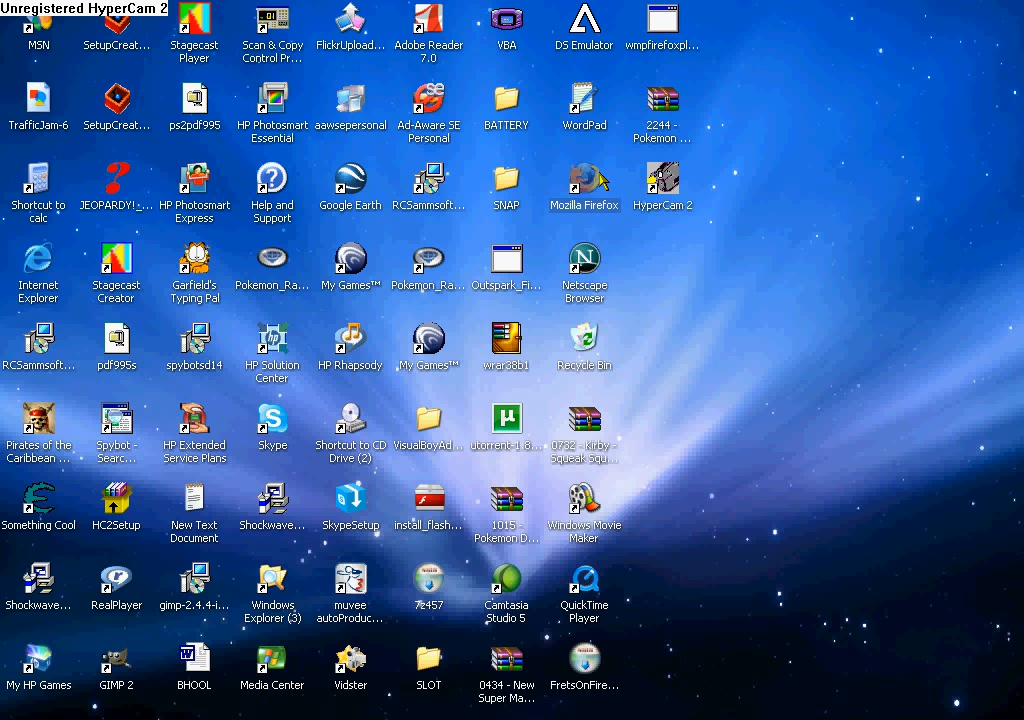 Unregistered HyperCam 2
MSN
SetupCreat...
Stagecast
Player
Scan & Copy
Control Pr...
FlickrUpload...
Adobe Reader
7.0
VBA
DS Emulator
wmpfirefoxpl...
TrafficJam-6
SetupCreat...
ps2pdf995
HP Photosmart
Essential
aawsepersonal
Ad-Aware SE
Personal
BATTERY
WordPad
2244 -
Pokemon ...
Shortcut to
calc
JEOPARDY!_...
HP Photosmart
Express
Help and
Support
Google Earth
RCSammsoft...
SNAP
Mozilla Firefox
HyperCam 2
Internet
Explorer
Stagecast
Creator
Garfield's
Typing Pal
Pokemon_Ra...
My Games™
Pokemon_Ra...
Outspark_Fi...
Netscape
Browser
RCSammsoft...
pdf995s
spybotsd14
HP Solution
Center
HP Rhapsody
My Games™
wrar38b1
Recycle Bin
Pirates of the
Caribbean ...
Spybot -
Searc...
HP Extended
Service Plans
Skype
Shortcut to CD
Drive (2)
VisualBoyAd...
utorrent-1.8...
0732 - Kirby -
Squeak Squ...
Something Cool
HC2Setup
New Text
Document
Shockwave...
SkypeSetup
install_flash...
1015 -
Pokemon D...
Windows Movie
Maker
Shockwave...
RealPlayer
gimp-2.4.4-i...
Windows
Explorer (3)
muvee
autoProduc...
72457
Camtasia
Studio 5
QuickTime
Player
My HP Games
GIMP 2
BHOOL
Media Center
Vidster
SLOT
0434 - New
Super Ma...
FretsOnFire...